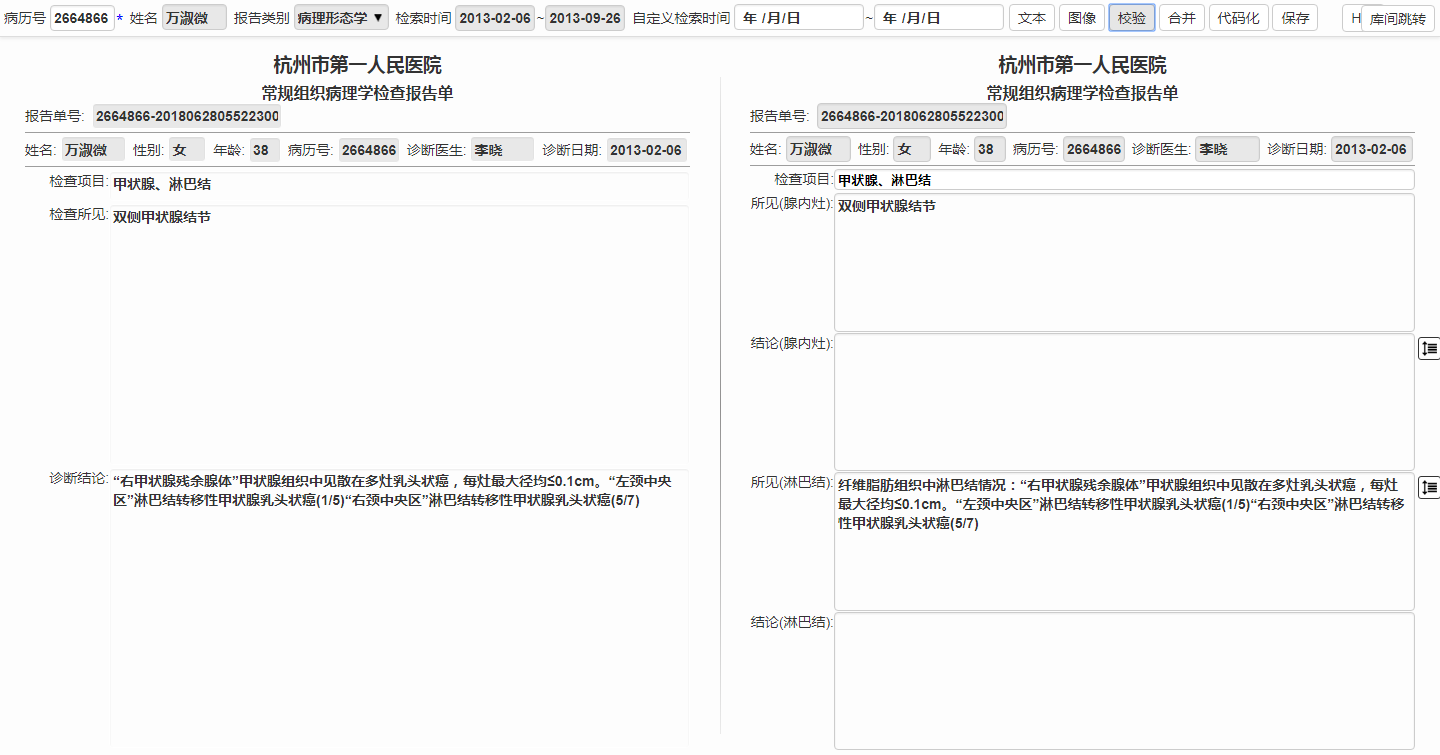 病历号 2664866 * 姓名 万淑微 报告类别 病理形态学 ▼ 检索时间 2013-02-06 ~ 2013-09-26 自定义检索时间 年 /月/日 ~ 年 /月/日 文本 图像 校验 合并 代码化 保存 H 库间跳转
杭州市第一人民医院
常规组织病理学检查报告单
报告单号: 2664866-2018062805522300
姓名: 万淑微 性别: 女 年龄: 38 病历号: 2664866 诊断医生: 李晓 诊断日期: 2013-02-06
检查项目: 甲状腺、淋巴结
检查所见: 双侧甲状腺结节
诊断结论: “右甲状腺残余腺体”甲状腺组织中见散在多灶乳头状癌，每灶最大径均≦0.1cm。“左颈中央
区”淋巴结转移性甲状腺乳头状癌(1/5)“右颈中央区”淋巴结转移性甲状腺乳头状癌(5/7)
杭州市第一人民医院
常规组织病理学检查报告单
报告单号: 2664866-2018062805522300
姓名: 万淑微 性别: 女 年龄: 38 病历号: 2664866 诊断医生: 李晓 诊断日期: 2013-02-06
检查项目: 甲状腺、淋巴结
所见(腺内灶): 双侧甲状腺结节
结论(腺内灶):
所见(淋巴结): 纤维脂肪组织中淋巴结情况：“右甲状腺残余腺体”甲状腺组织中见散在多灶乳头状癌，每灶
最大径均≦0.1cm。“左颈中央区”淋巴结转移性甲状腺乳头状癌(1/5)“右颈中央区”淋巴结转移
性甲状腺乳头状癌(5/7)
结论(淋巴结):